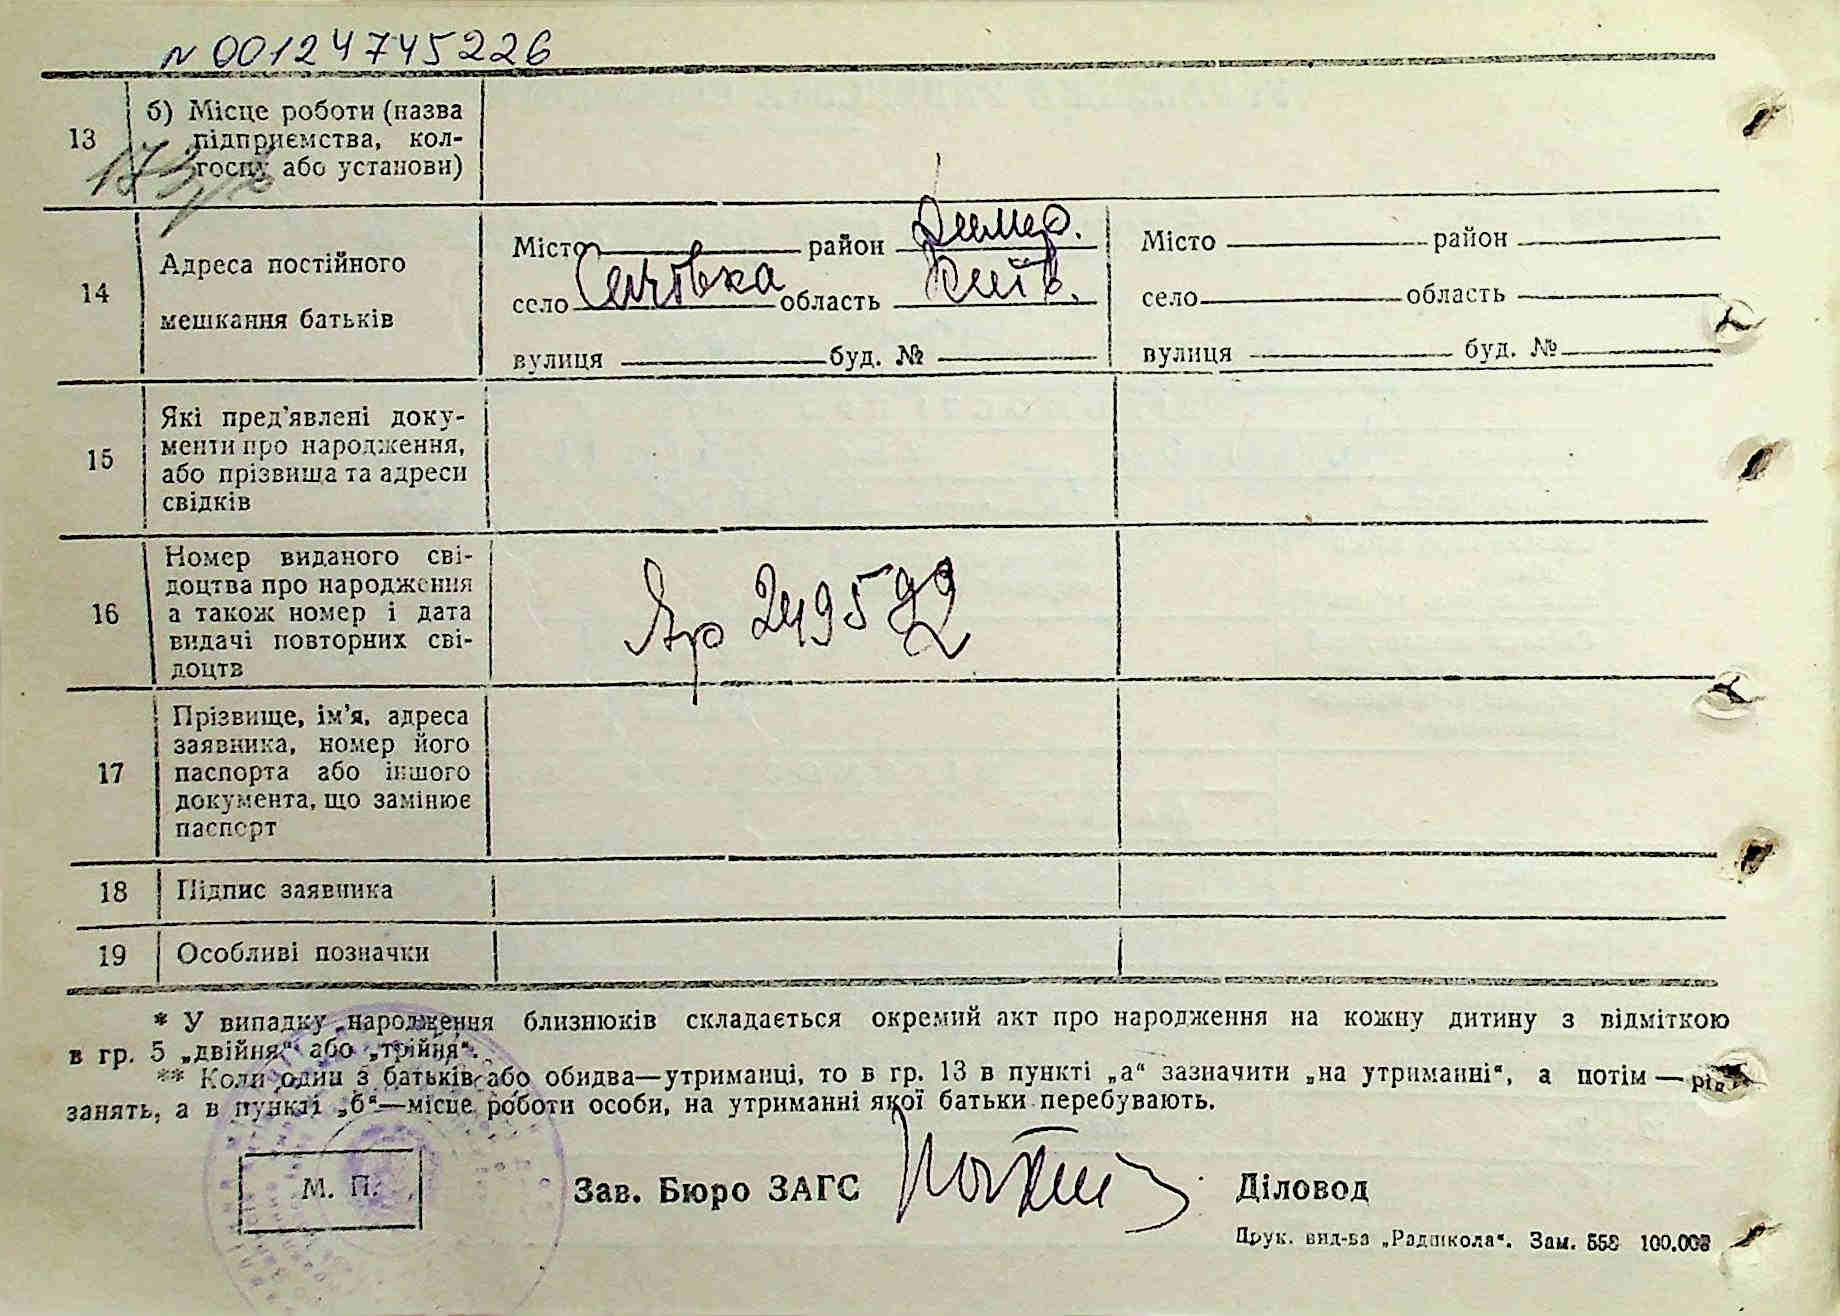 N 00124745226
13
б) Місце роботи (назва
підприємства, кол-
госпу або установи)
14
Адреса постійного
мешкання батьків
Місто район Димер.
село область Київ.
вулиця буд. №
Місто район
село область
вулиця буд. №
15
Які пред'явлені доку-
менти про народження,
або прізвища та адреси
свідків
16
Номер виданого сві-
доцтва про народження
а також номер і дата
видачі повторних сві-
доцтв
249572
17
Прізвище, ім'я, адреса
заявника, номер його
паспорта або іншого
документа, що замінює
паспорт
18
Підпис заявника
19
Особливі позначки
* У випадку „народження близнюків складається окремий акт про народження на кожну дитину з відміткою
в гр. 5 „двійня“ або „трійня“.
** Коли один з батьків або обидва—утриманці, то в гр. 13 в пункті „а“ зазначити „на утриманні“, а потім — рід
занять, а в пункті „б“—місце роботи особи, на утриманні якої батьки перебувають.
М. П.
Зав. Бюро ЗАГС
Діловод
Друк. вид-ва „Радшкола“. Зам. 558 100.000